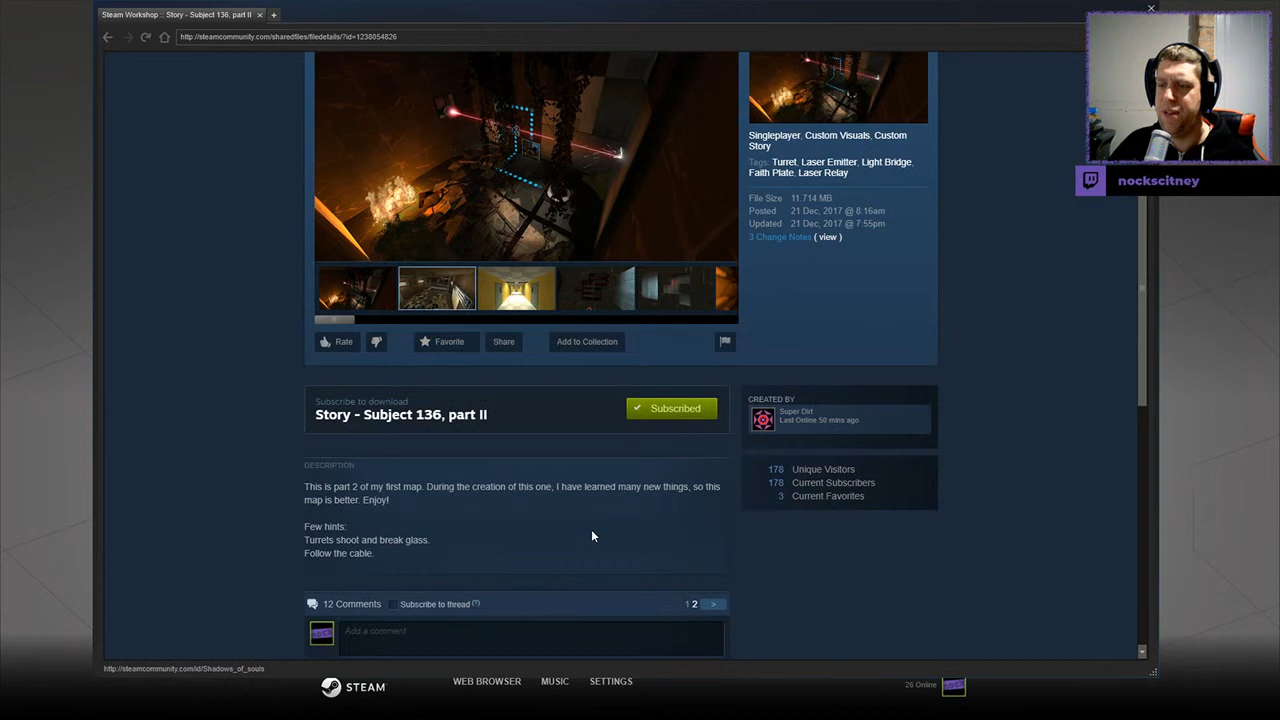 Steam Workshop :: Story - Subject 136, part II
http://steamcommunity.com/sharedfiles/filedetails/?id=1238054826
nockscitney
Singleplayer, Custom Visuals, Custom
Story
Tags: Turret, Laser Emitter, Light Bridge,
Faith Plate, Laser Relay
File Size 11.714 MB
Posted 21 Dec, 2017 @ 8:16am
Updated 21 Dec, 2017 @ 7:55pm
3 Change Notes ( view )
Rate Favorite Share Add to Collection
Subscribe to download
Story - Subject 136, part II
Subscribed
CREATED BY
Super Dirt
Last Online 50 mins ago
178 Unique Visitors
178 Current Subscribers
3 Current Favorites
DESCRIPTION
This is part 2 of my first map. During the creation of this one, I have learned many new things, so this
map is better. Enjoy!
Few hints:
Turrets shoot and break glass.
Follow the cable.
12 Comments Subscribe to thread (?) 1 2 >
Add a comment
http://steamcommunity.com/id/Shadows_of_souls
STEAM WEB BROWSER MUSIC SETTINGS 26 Online